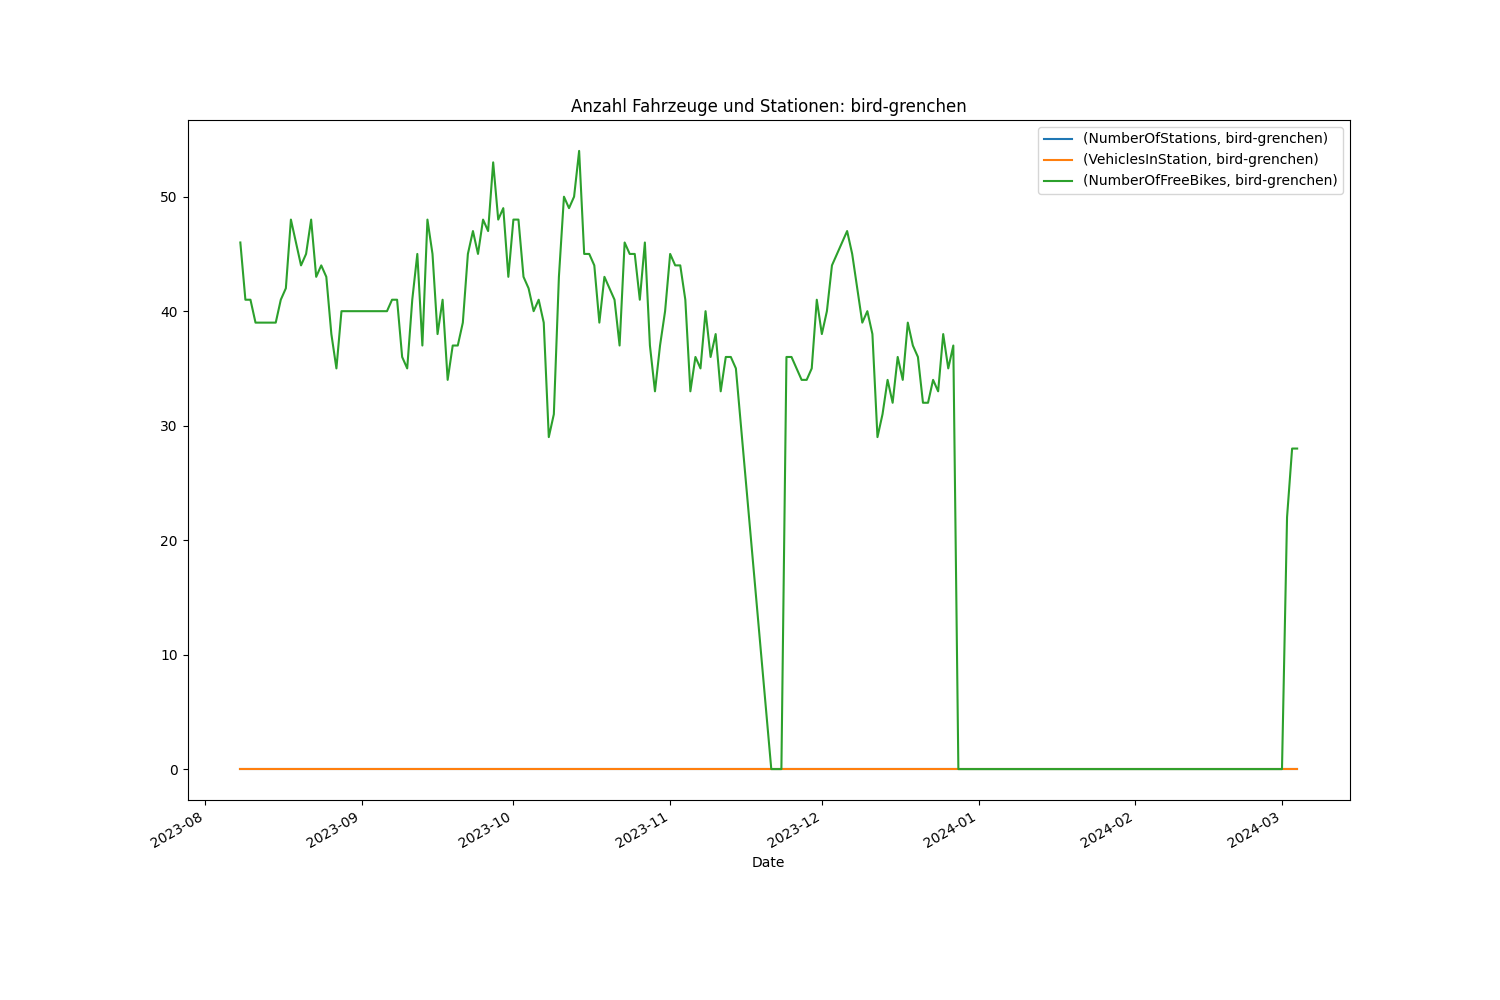 Anzahl Fahrzeuge und Stationen: bird-grenchen
(NumberOfStations, bird-grenchen)
(VehiclesInStation, bird-grenchen)
(NumberOfFreeBikes, bird-grenchen)
50
40
30
20
10
0
2023-08
2023-09
2023-10
2023-11
2023-12
2024-01
2024-02
2024-03
Date